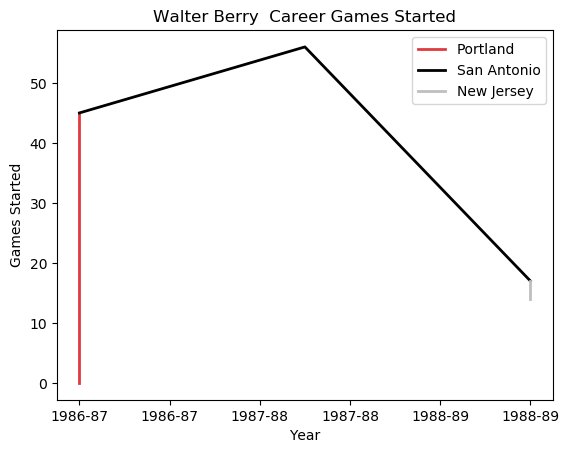 Walter Berry  Career Games Started
Portland
San Antonio
New Jersey
Games Started
50
40
30
20
10
0
1986-87 1986-87 1987-88 1987-88 1988-89 1988-89
Year